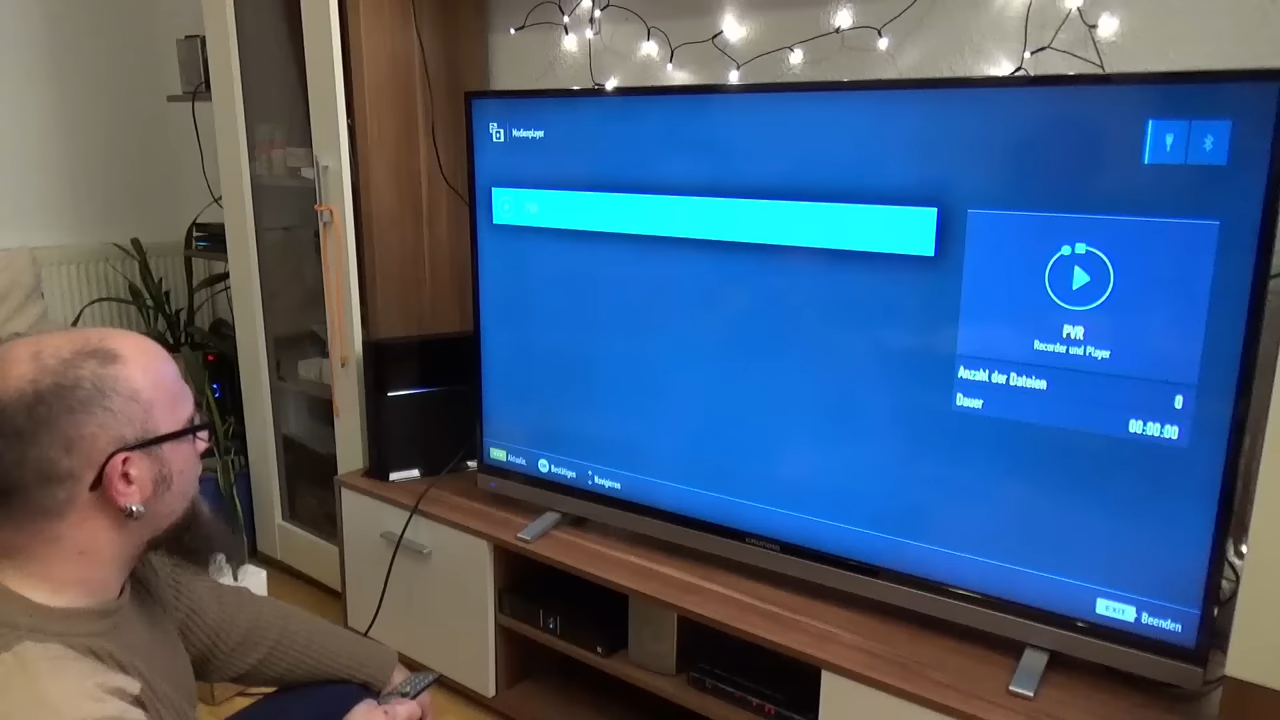 Medienplayer
PVR
Recorder und Player
Anzahl der Dateien
0
Dauer
00:00:00
Aktualis.
OK Bestätigen
Navigieren
GRUNDIG
EXIT Beenden